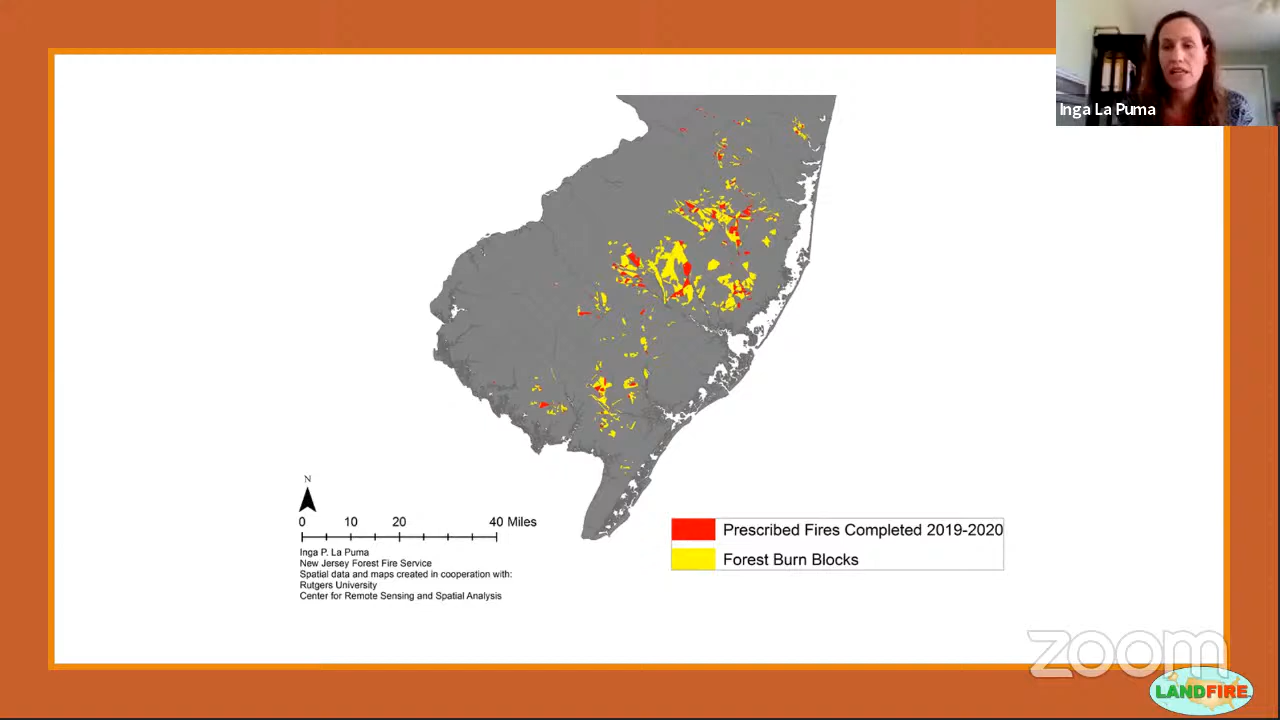 Inga La Puma
N
0 10 20 40 Miles
Inga P. La Puma
New Jersey Forest Fire Service
Spatial data and maps created in cooperation with:
Rutgers University
Center for Remote Sensing and Spatial Analysis
Prescribed Fires Completed 2019-2020
Forest Burn Blocks
zoom
LANDFIRE